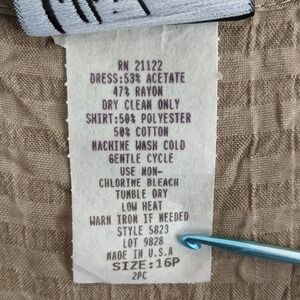 RN 21122
DRESS:53% ACETATE
47% RAYON
DRY CLEAN ONLY
SHIRT:50% POLYESTER
50% COTTON
MACHINE WASH COLD
GENTLE CYCLE
USE NON-
CHLORINE BLEACH
TUMBLE DRY
LOW HEAT
WARN IRON IF NEEDED
STYLE 5823
LOT 9828
MADE IN U.S.A
SIZE:16P
2PC